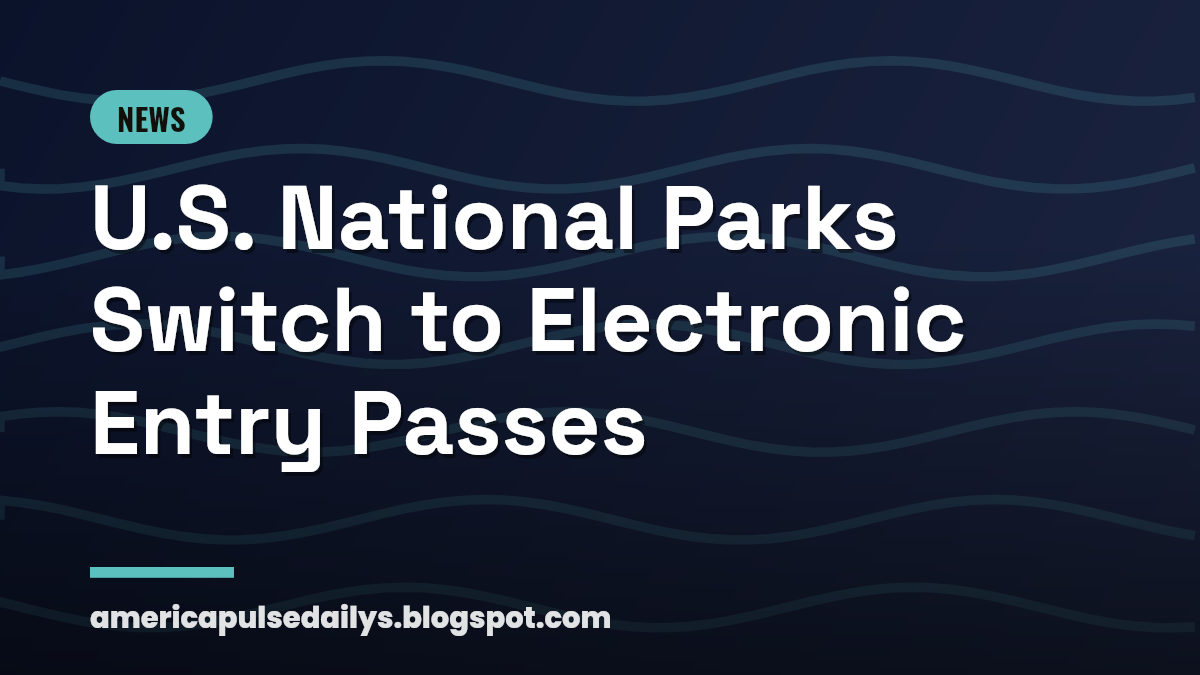 NEWS
U.S. National Parks
Switch to Electronic
Entry Passes
americapulsedailys.blogspot.com